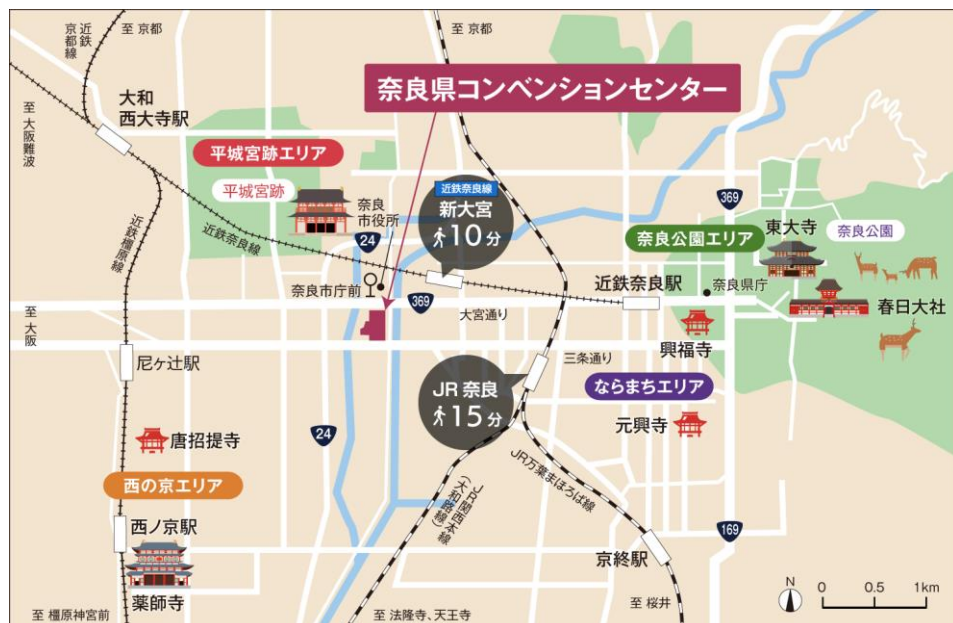 近鉄
京都線
至 京都
至 京都
奈良県コンベンションセンター
大和
西大寺駅
至 大阪難波
平城宮跡エリア
平城宮跡
近鉄奈良線
新大宮
10分
奈良
市役所
24
369
東大寺
奈良公園
奈良公園エリア
近鉄橿原線
近鉄奈良線
奈良市庁前
369
近鉄奈良駅
奈良県庁
春日大社
大宮通り
至 大阪
興福寺
三条通り
尼ヶ辻駅
JR 奈良
15分
ならまちエリア
元興寺
24
唐招提寺
西の京エリア
JR万葉まほろば線
JR関西本線
(大和路線)
西ノ京駅
169
京終駅
薬師寺
N
0 0.5 1km
至 橿原神宮前
至 法隆寺、天王寺
至 桜井